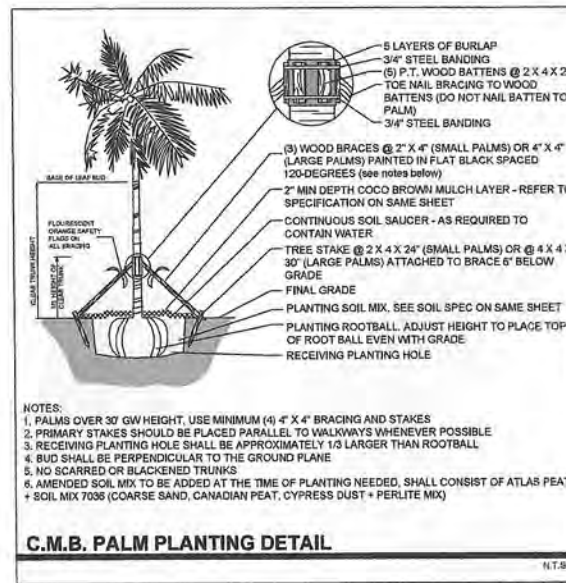 5 LAYERS OF BURLAP
3/4" STEEL BANDING
(5) P.T. WOOD BATTENS @ 2 X 4 X 2
TOE NAIL BRACING TO WOOD
BATTENS (DO NOT NAIL BATTEN TO
PALM)
3/4" STEEL BANDING
(3) WOOD BRACES @ 2" X 4" (SMALL PALMS) OR 4" X 4"
(LARGE PALMS) PAINTED IN FLAT BLACK SPACED
120-DEGREES (see notes below)
2" MIN DEPTH COCO BROWN MULCH LAYER - REFER TO
SPECIFICATION ON SAME SHEET
CONTINUOUS SOIL SAUCER - AS REQUIRED TO
CONTAIN WATER
TREE STAKE @ 2 X 4 X 24" (SMALL PALMS) OR @ 4 X 4 X
30" (LARGE PALMS) ATTACHED TO BRACE 6" BELOW
GRADE
FINAL GRADE
PLANTING SOIL MIX, SEE SOIL SPEC ON SAME SHEET
PLANTING ROOTBALL. ADJUST HEIGHT TO PLACE TOP
OF ROOT BALL EVEN WITH GRADE
RECEIVING PLANTING HOLE
BASE OF LEAF BUD
FLOURESCENT
ORANGE SAFETY
FLAGS ON
ALL BRACING
CLEAR TRUNK HEIGHT
HEIGHT OF
CLEAR TRUNK
NOTES:
1. PALMS OVER 30' GW HEIGHT, USE MINIMUM (4) 4" X 4" BRACING AND STAKES
2. PRIMARY STAKES SHOULD BE PLACED PARALLEL TO WALKWAYS WHENEVER POSSIBLE
3. RECEIVING PLANTING HOLE SHALL BE APPROXIMATELY 1/3 LARGER THAN ROOTBALL
4. BUD SHALL BE PERPENDICULAR TO THE GROUND PLANE
5. NO SCARRED OR BLACKENED TRUNKS
6. AMENDED SOIL MIX TO BE ADDED AT THE TIME OF PLANTING NEEDED, SHALL CONSIST OF ATLAS PEAT
+ SOIL MIX 7036 (COARSE SAND, CANADIAN PEAT, CYPRESS DUST + PERLITE MIX)
C.M.B. PALM PLANTING DETAIL
N.T.S